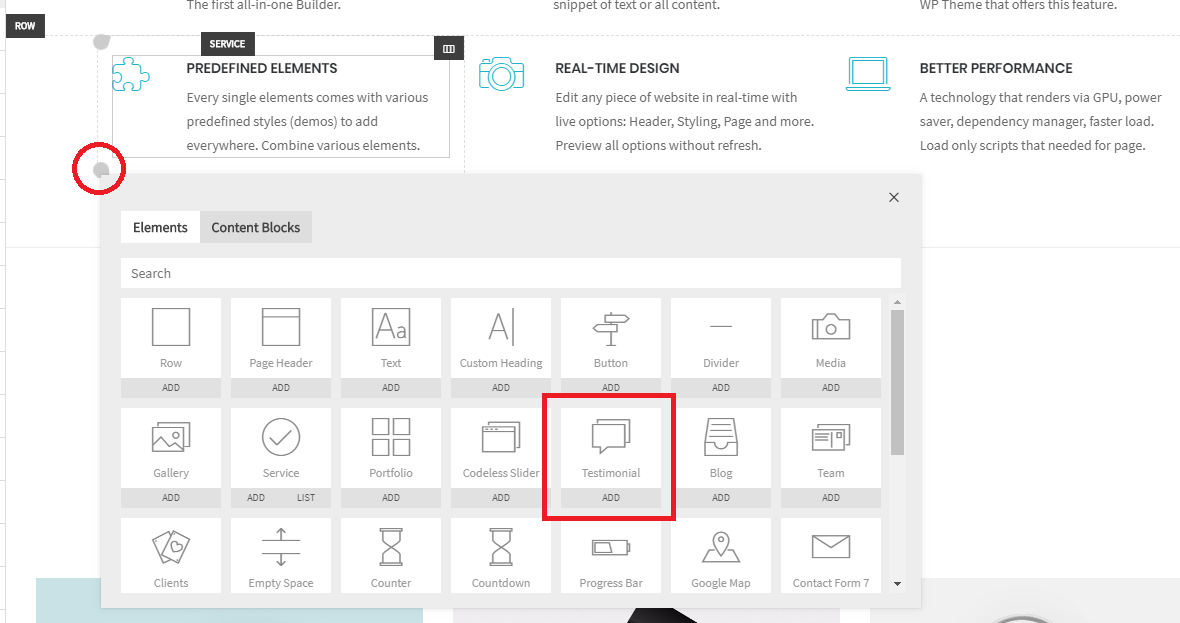 The first all-in-one Builder.
snippet of text or all content.
WP Theme that offers this feature.
ROW
SERVICE
PREDEFINED ELEMENTS
Every single elements comes with various
predefined styles (demos) to add
everywhere. Combine various elements.
REAL-TIME DESIGN
Edit any piece of website in real-time with
live options: Header, Styling, Page and more.
Preview all options without refresh.
BETTER PERFORMANCE
A technology that renders via GPU, power
saver, dependency manager, faster load.
Load only scripts that needed for page.
Elements Content Blocks
Search
Aa A
Row Page Header Text Custom Heading Button Divider Media
ADD ADD ADD ADD ADD ADD ADD
Gallery Service Portfolio Codeless Slider Testimonial Blog Team
ADD ADD LIST ADD ADD ADD ADD ADD
Clients Empty Space Counter Countdown Progress Bar Google Map Contact Form 7